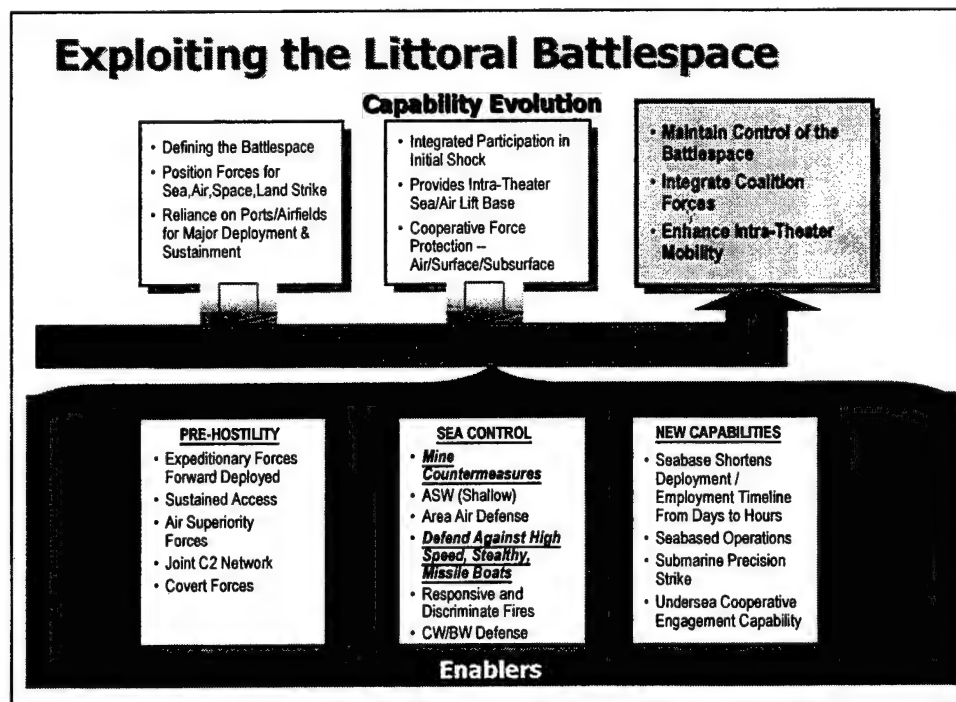 Exploiting the Littoral Battlespace
Capability Evolution
• Defining the Battlespace
• Position Forces for
Sea,Air,Space,Land Strike
• Reliance on Ports/Airfields
for Major Deployment &
Sustainment
• Integrated Participation in
Initial Shock
• Provides Intra-Theater
Sea/Air Lift Base
• Cooperative Force
Protection --
Air/Surface/Subsurface
• Maintain Control of the
Battlespace
• Integrate Coalition
Forces
• Enhance Intra-Theater
Mobility
PRE-HOSTILITY
• Expeditionary Forces
Forward Deployed
• Sustained Access
• Air Superiority
Forces
• Joint C2 Network
• Covert Forces
SEA CONTROL
• Mine
Countermeasures
• ASW (Shallow)
• Area Air Defense
• Defend Against High
Speed, Stealthy,
Missile Boats
• Responsive and
Discriminate Fires
• CW/BW Defense
NEW CAPABILITIES
• Seabase Shortens
Deployment /
Employment Timeline
From Days to Hours
• Seabased Operations
• Submarine Precision
Strike
• Undersea Cooperative
Engagement Capability
Enablers